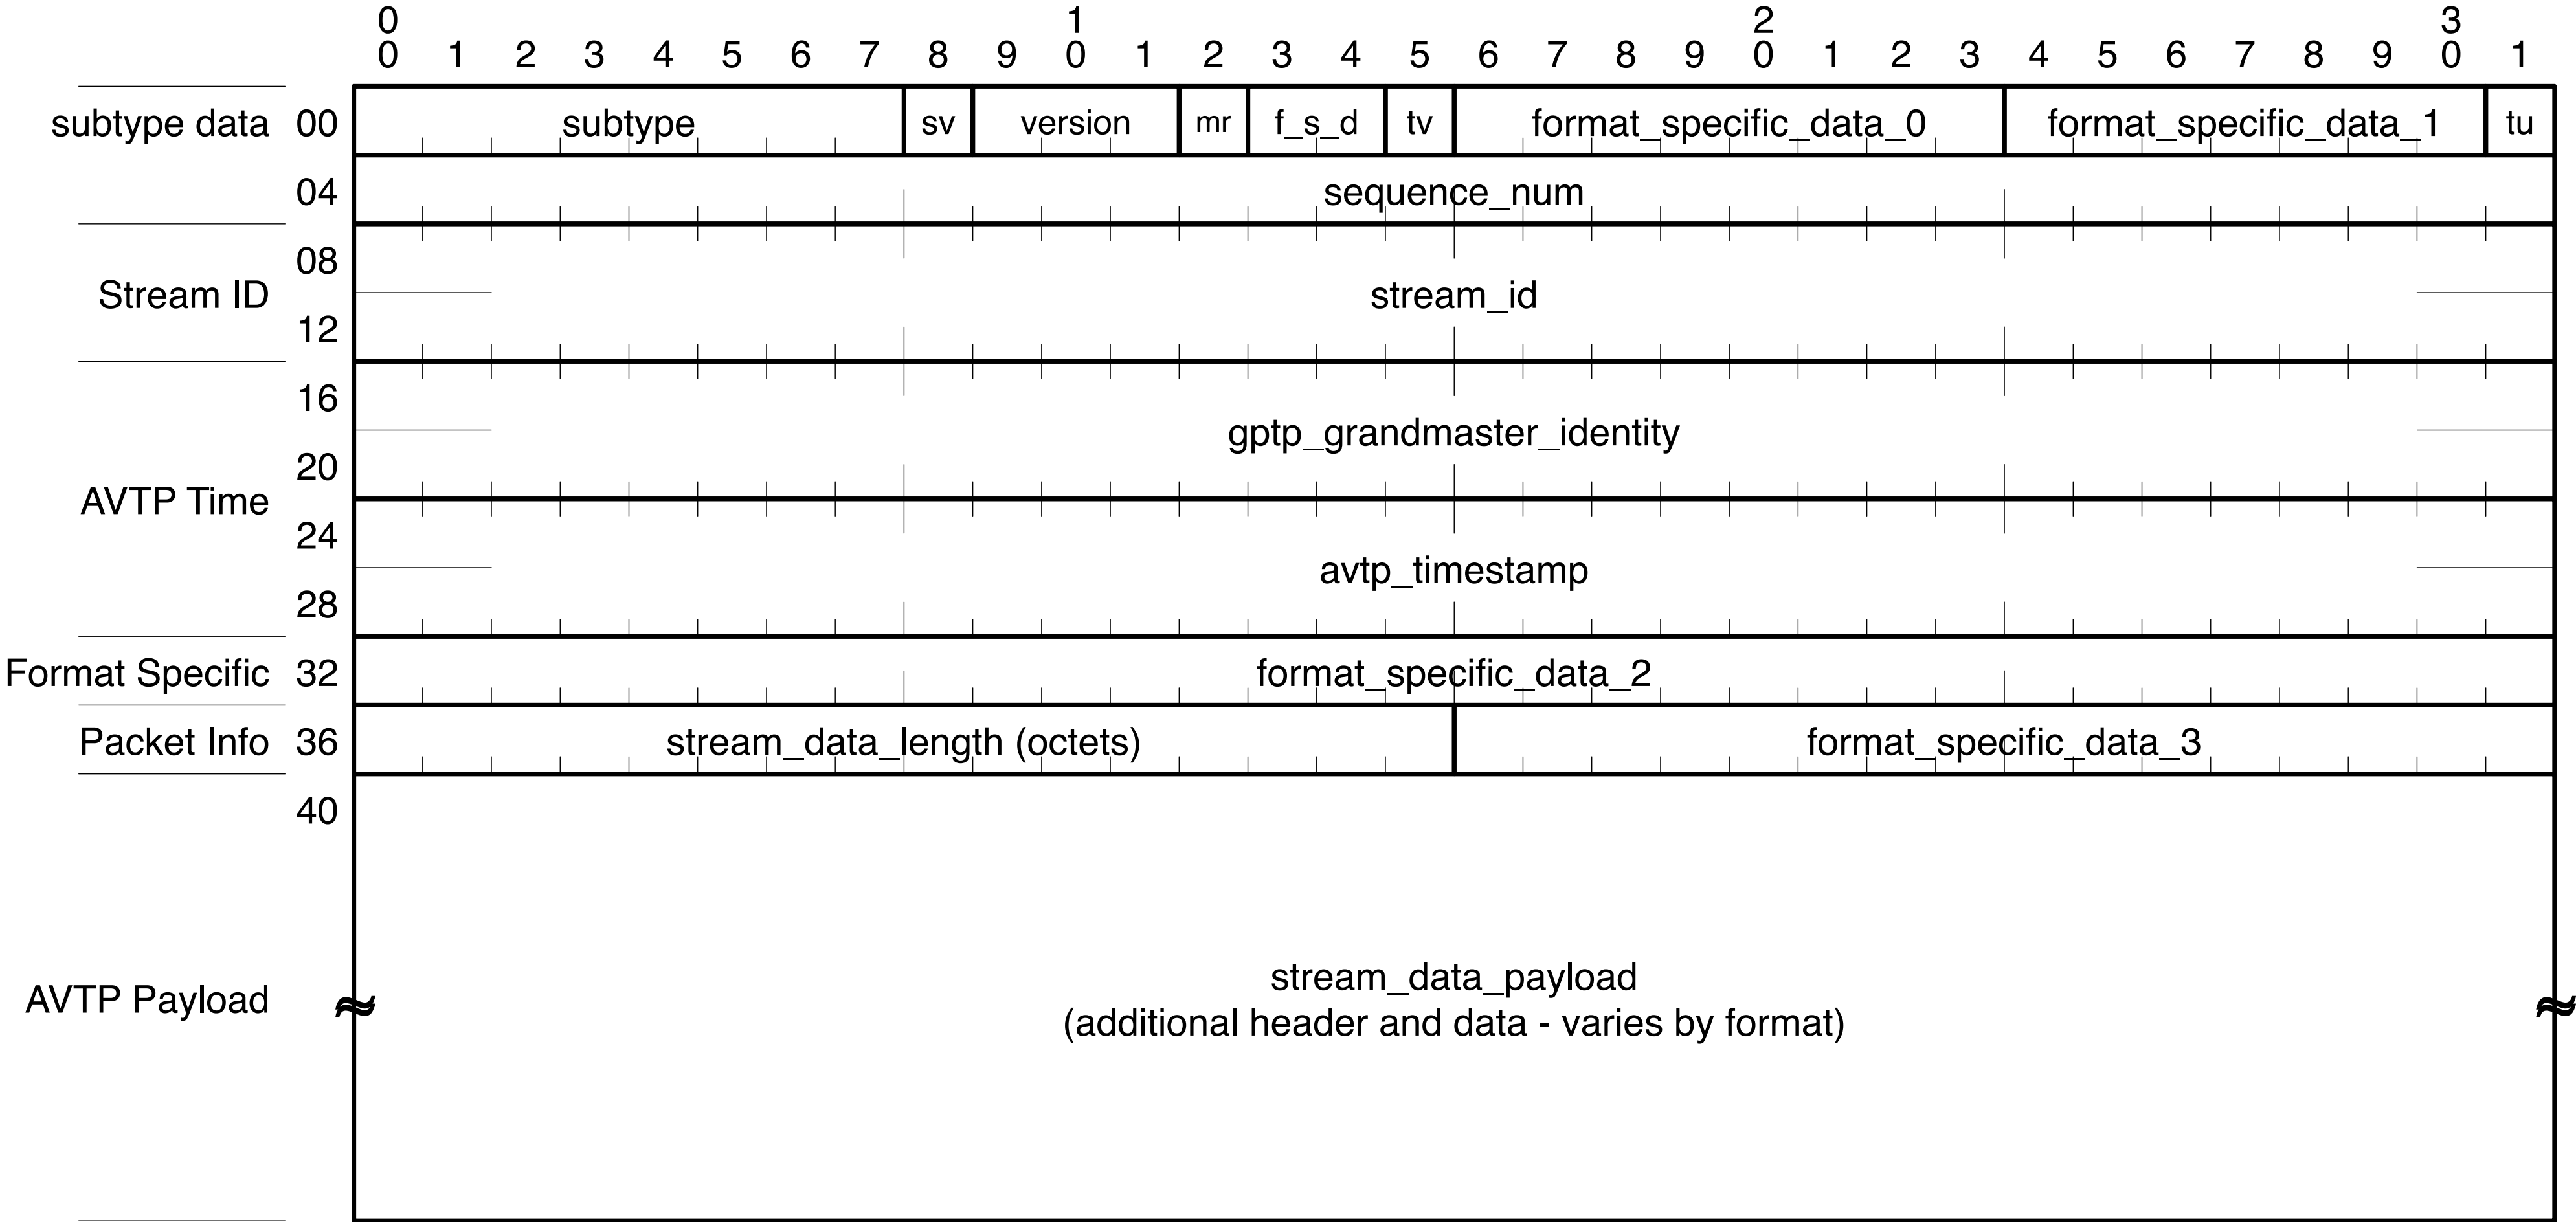 0 1 2 3
0 1 2 3 4 5 6 7 8 9 0 1 2 3 4 5 6 7 8 9 0 1 2 3 4 5 6 7 8 9 0 1
subtype data 00 subtype sv version mr f_s_d tv format_specific_data_0 format_specific_data_1 tu
04 sequence_num
08
Stream ID stream_id
12
16
gptp_grandmaster_identity
20
AVTP Time
24
avtp_timestamp
28
Format Specific 32 format_specific_data_2
Packet Info 36 stream_data_length (octets) format_specific_data_3
40
stream_data_payload
AVTP Payload
(additional header and data - varies by format)